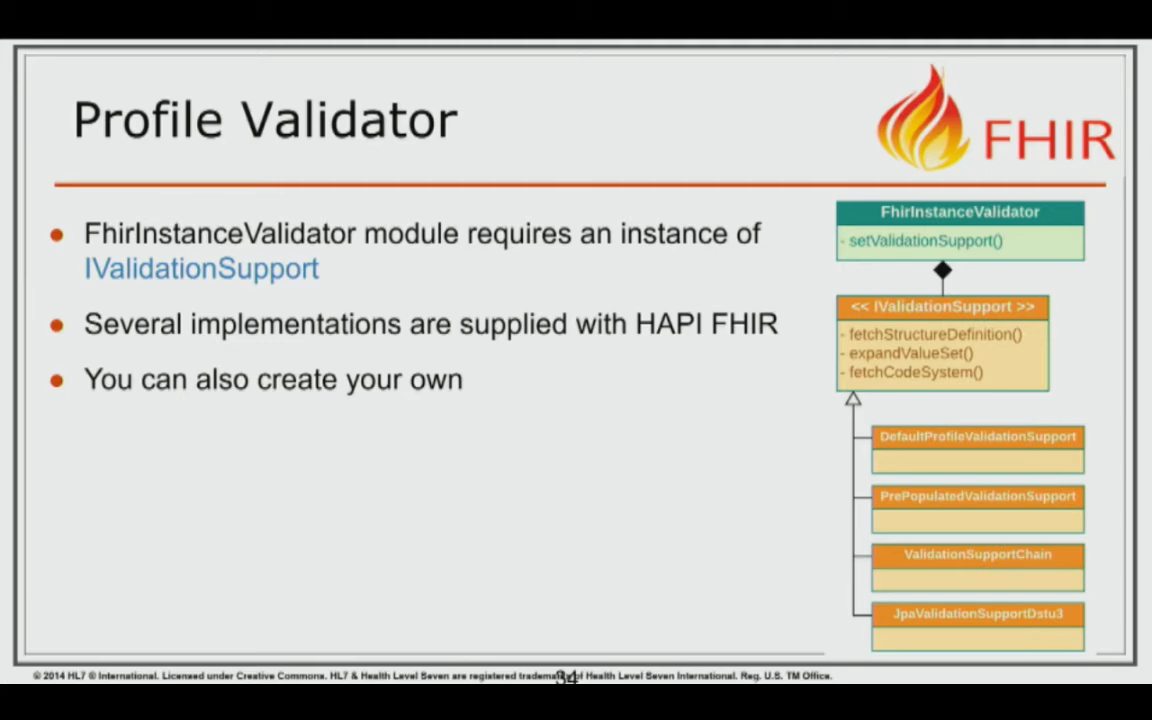 Profile Validator
FHIR
● FhirInstanceValidator module requires an instance of
IValidationSupport
● Several implementations are supplied with HAPI FHIR
● You can also create your own
FhirInstanceValidator
- setValidationSupport()
<< IValidationSupport >>
- fetchStructureDefinition()
- expandValueSet()
- fetchCodeSystem()
DefaultProfileValidationSupport
PrePopulatedValidationSupport
ValidationSupportChain
JpaValidationSupportDstu3
© 2014 HL7 ® International. Licensed under Creative Commons. HL7 & Health Level Seven are registered trademarks of Health Level Seven International. Reg. U.S. TM Office.
34